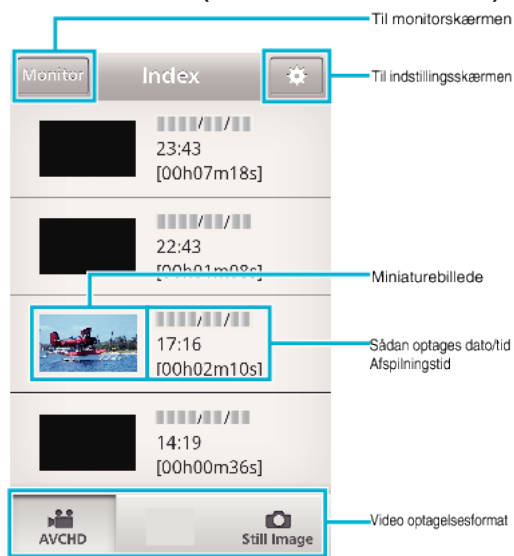 Til monitorskærmen
Monitor
Index
Til indstillingsskærmen
23:43
[00h07m18s]
22:43
[00h01m08s]
Miniaturebillede
17:16
[00h02m10s]
Sådan optages dato/tid
Afspilningstid
14:19
[00h00m36s]
AVCHD
Still Image
Video optagelsesformat